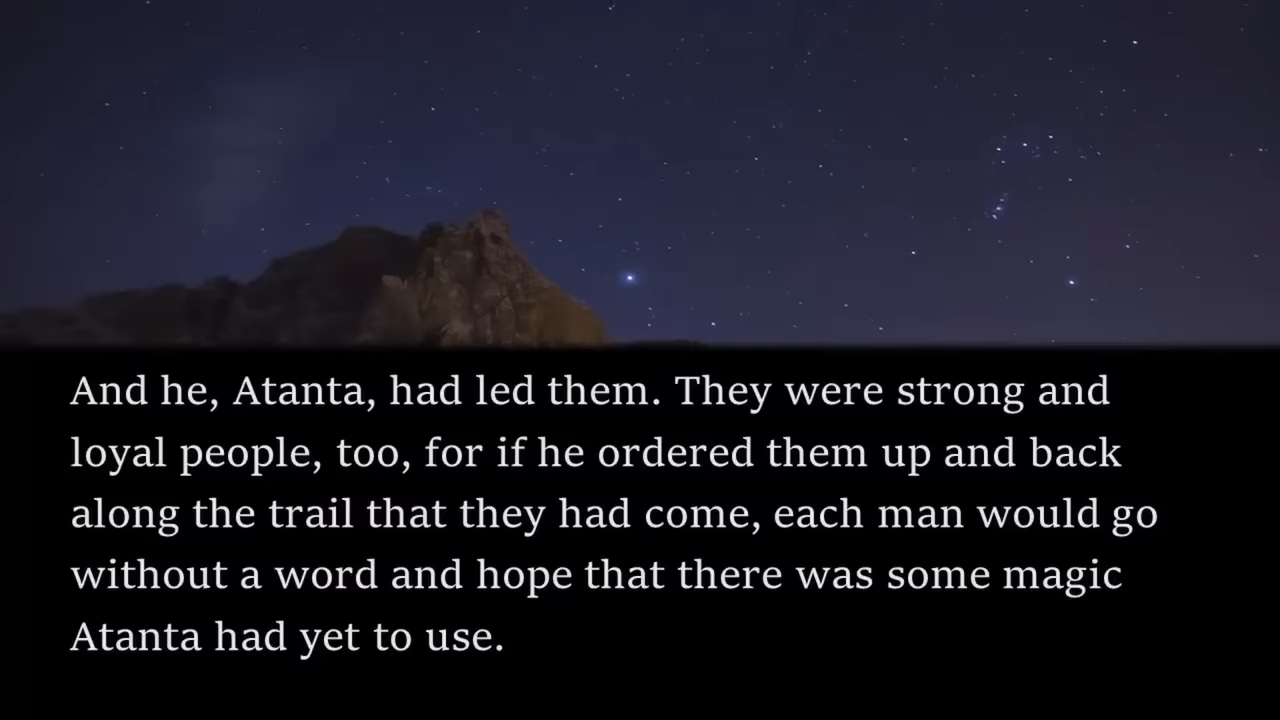 And he, Atanta, had led them. They were strong and
loyal people, too, for if he ordered them up and back
along the trail that they had come, each man would go
without a word and hope that there was some magic
Atanta had yet to use.